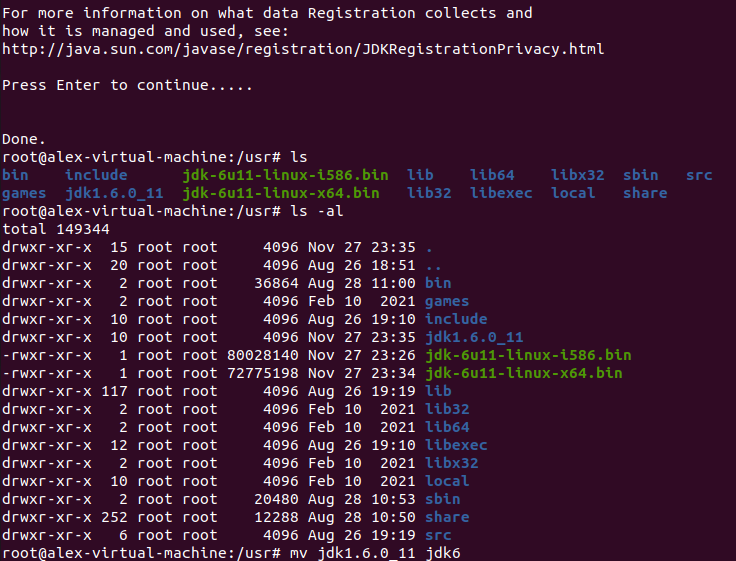 For more information on what data Registration collects and
how it is managed and used, see:
http://java.sun.com/javase/registration/JDKRegistrationPrivacy.html
Press Enter to continue.....
Done.
root@alex-virtual-machine:/usr# ls
bin    include      jdk-6u11-linux-i586.bin  lib    lib64    libx32  sbin   src
games  jdk1.6.0_11  jdk-6u11-linux-x64.bin   lib32  libexec  local   share
root@alex-virtual-machine:/usr# ls -al
total 149344
drwxr-xr-x  15 root root     4096 Nov 27 23:35 .
drwxr-xr-x  20 root root     4096 Aug 26 18:51 ..
drwxr-xr-x   2 root root    36864 Aug 28 11:00 bin
drwxr-xr-x   2 root root     4096 Feb 10  2021 games
drwxr-xr-x  10 root root     4096 Aug 26 19:10 include
drwxr-xr-x  10 root root     4096 Nov 27 23:35 jdk1.6.0_11
-rwxr-xr-x   1 root root 80028140 Nov 27 23:26 jdk-6u11-linux-i586.bin
-rwxr-xr-x   1 root root 72775198 Nov 27 23:34 jdk-6u11-linux-x64.bin
drwxr-xr-x 117 root root     4096 Aug 26 19:19 lib
drwxr-xr-x   2 root root     4096 Feb 10  2021 lib32
drwxr-xr-x   2 root root     4096 Feb 10  2021 lib64
drwxr-xr-x  12 root root     4096 Aug 26 19:10 libexec
drwxr-xr-x   2 root root     4096 Feb 10  2021 libx32
drwxr-xr-x  10 root root     4096 Feb 10  2021 local
drwxr-xr-x   2 root root    20480 Aug 28 10:53 sbin
drwxr-xr-x 252 root root    12288 Aug 28 10:50 share
drwxr-xr-x   6 root root     4096 Aug 26 19:19 src
root@alex-virtual-machine:/usr# mv jdk1.6.0_11 jdk6